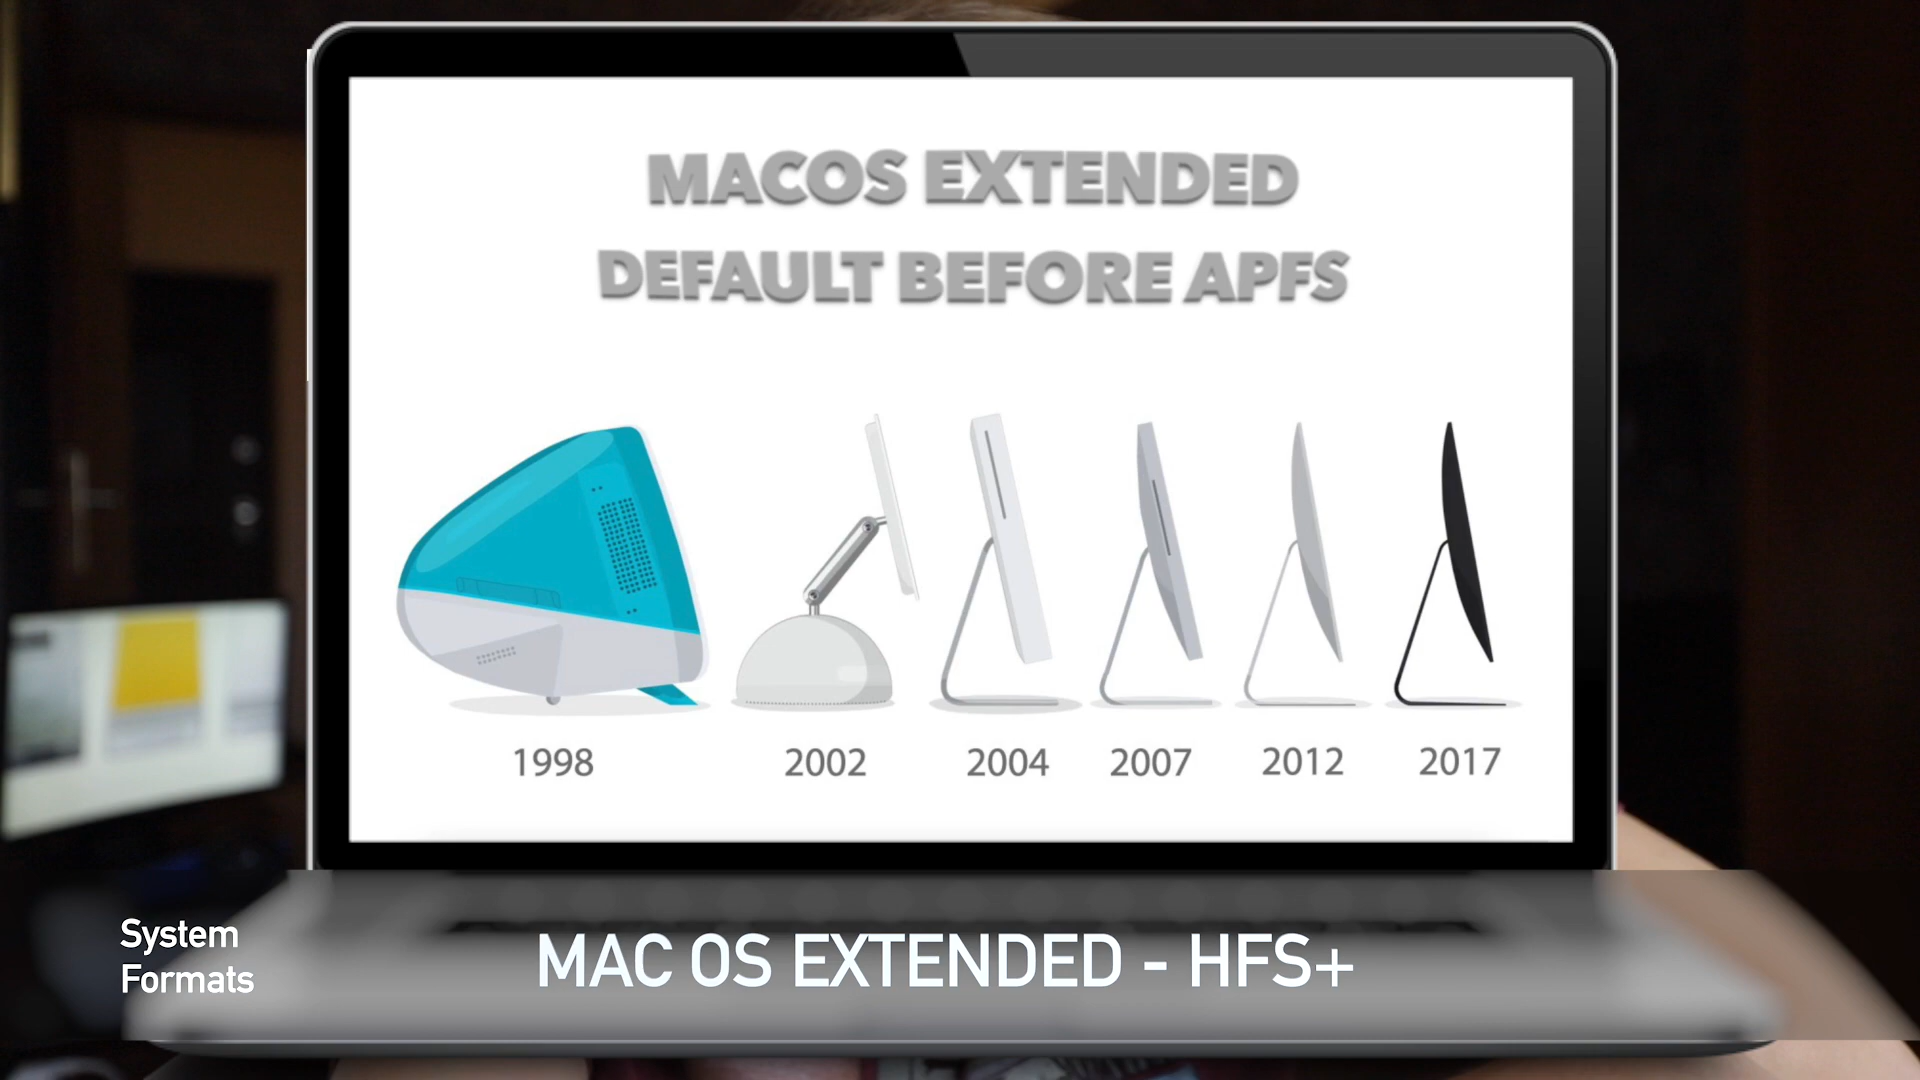 MACOS EXTENDED
DEFAULT BEFORE APFS
1998 2002 2004 2007 2012 2017
System
Formats
MAC OS EXTENDED - HFS+